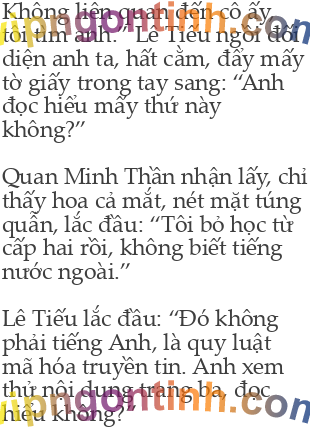 Không liên quan đến cô ấy,
tôi tìm anh.” Lê Tiếu ngồi đối
diện anh ta, hất cằm, đẩy mấy
tờ giấy trong tay sang: “Anh
đọc hiểu mấy thứ này
không?”

Quan Minh Thần nhận lấy, chỉ
thấy hoa cả mắt, nét mặt túng
quẫn, lắc đầu: “Tôi bỏ học từ
cấp hai rồi, không biết tiếng
nước ngoài.”

Lê Tiếu lắc đầu: “Đó không
phải tiếng Anh, là quy luật
mã hóa truyền tin. Anh xem
thử nội dung trang ba, đọc
hiểu không?”